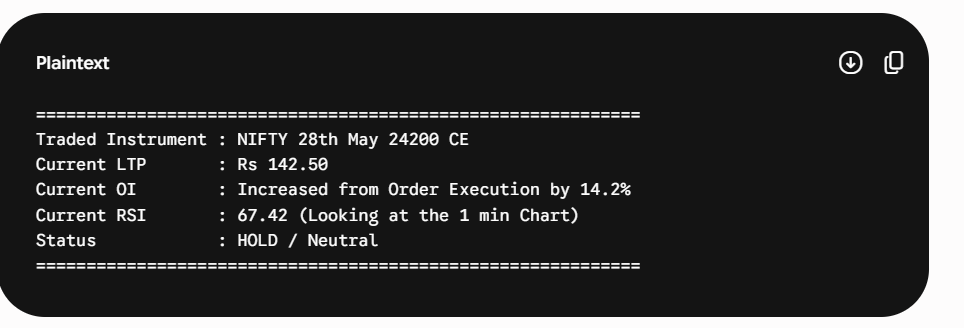 Plaintext
============================================================
Traded Instrument : NIFTY 28th May 24200 CE
Current LTP       : Rs 142.50
Current OI        : Increased from Order Execution by 14.2%
Current RSI       : 67.42 (Looking at the 1 min Chart)
Status            : HOLD / Neutral
============================================================